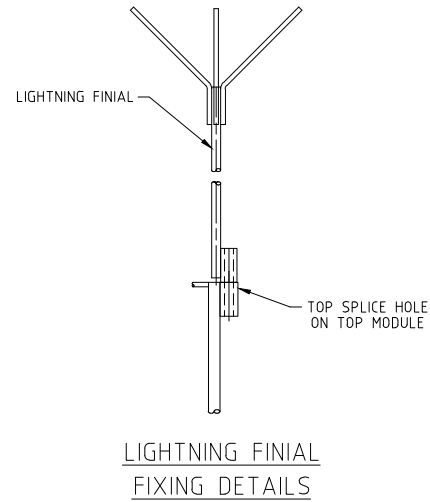 LIGHTNING FINIAL
TOP SPLICE HOLE
ON TOP MODULE
LIGHTNING FINIAL
FIXING DETAILS